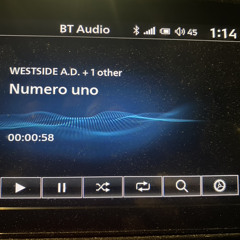 BT Audio
45
1:14
WESTSIDE A.D. + 1 other
Numero uno
00:00:58